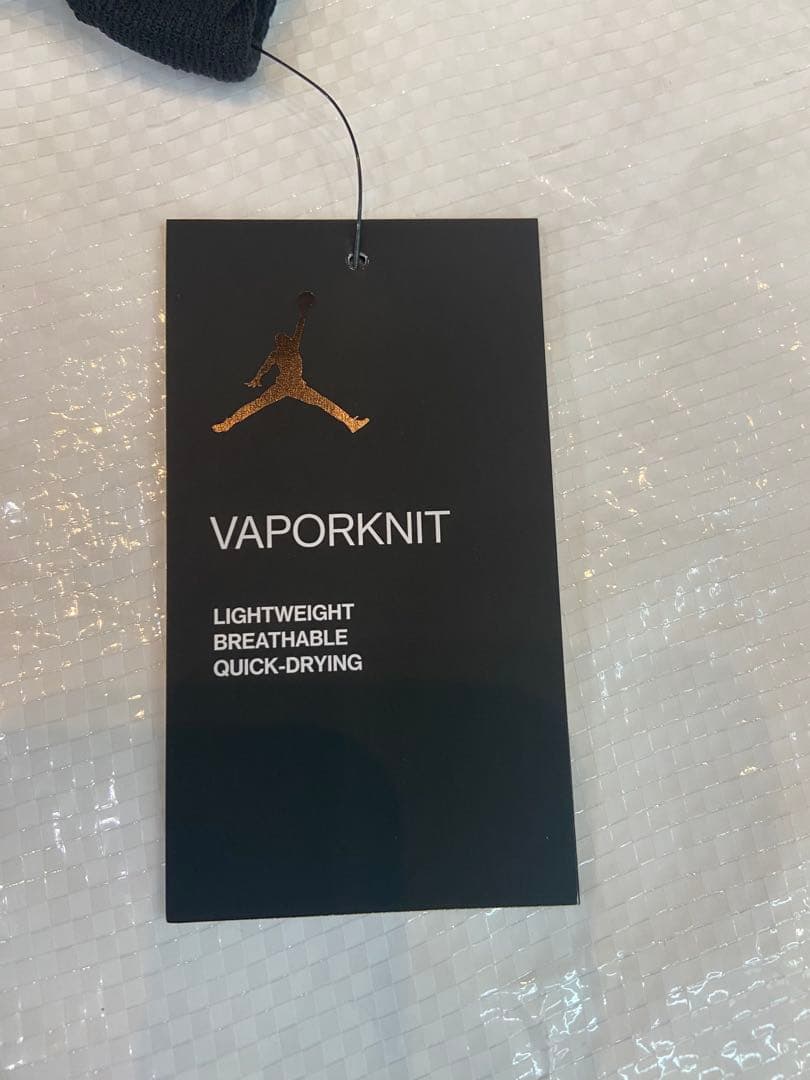 VAPORKNIT
LIGHTWEIGHT
BREATHABLE
QUICK-DRYING